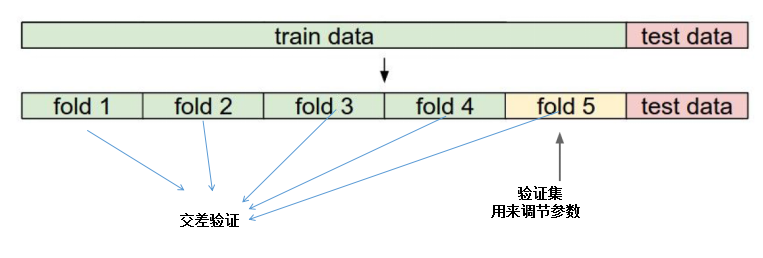 train data test data
fold 1 fold 2 fold 3 fold 4 fold 5 test data
验证集
用来调节参数
交差验证